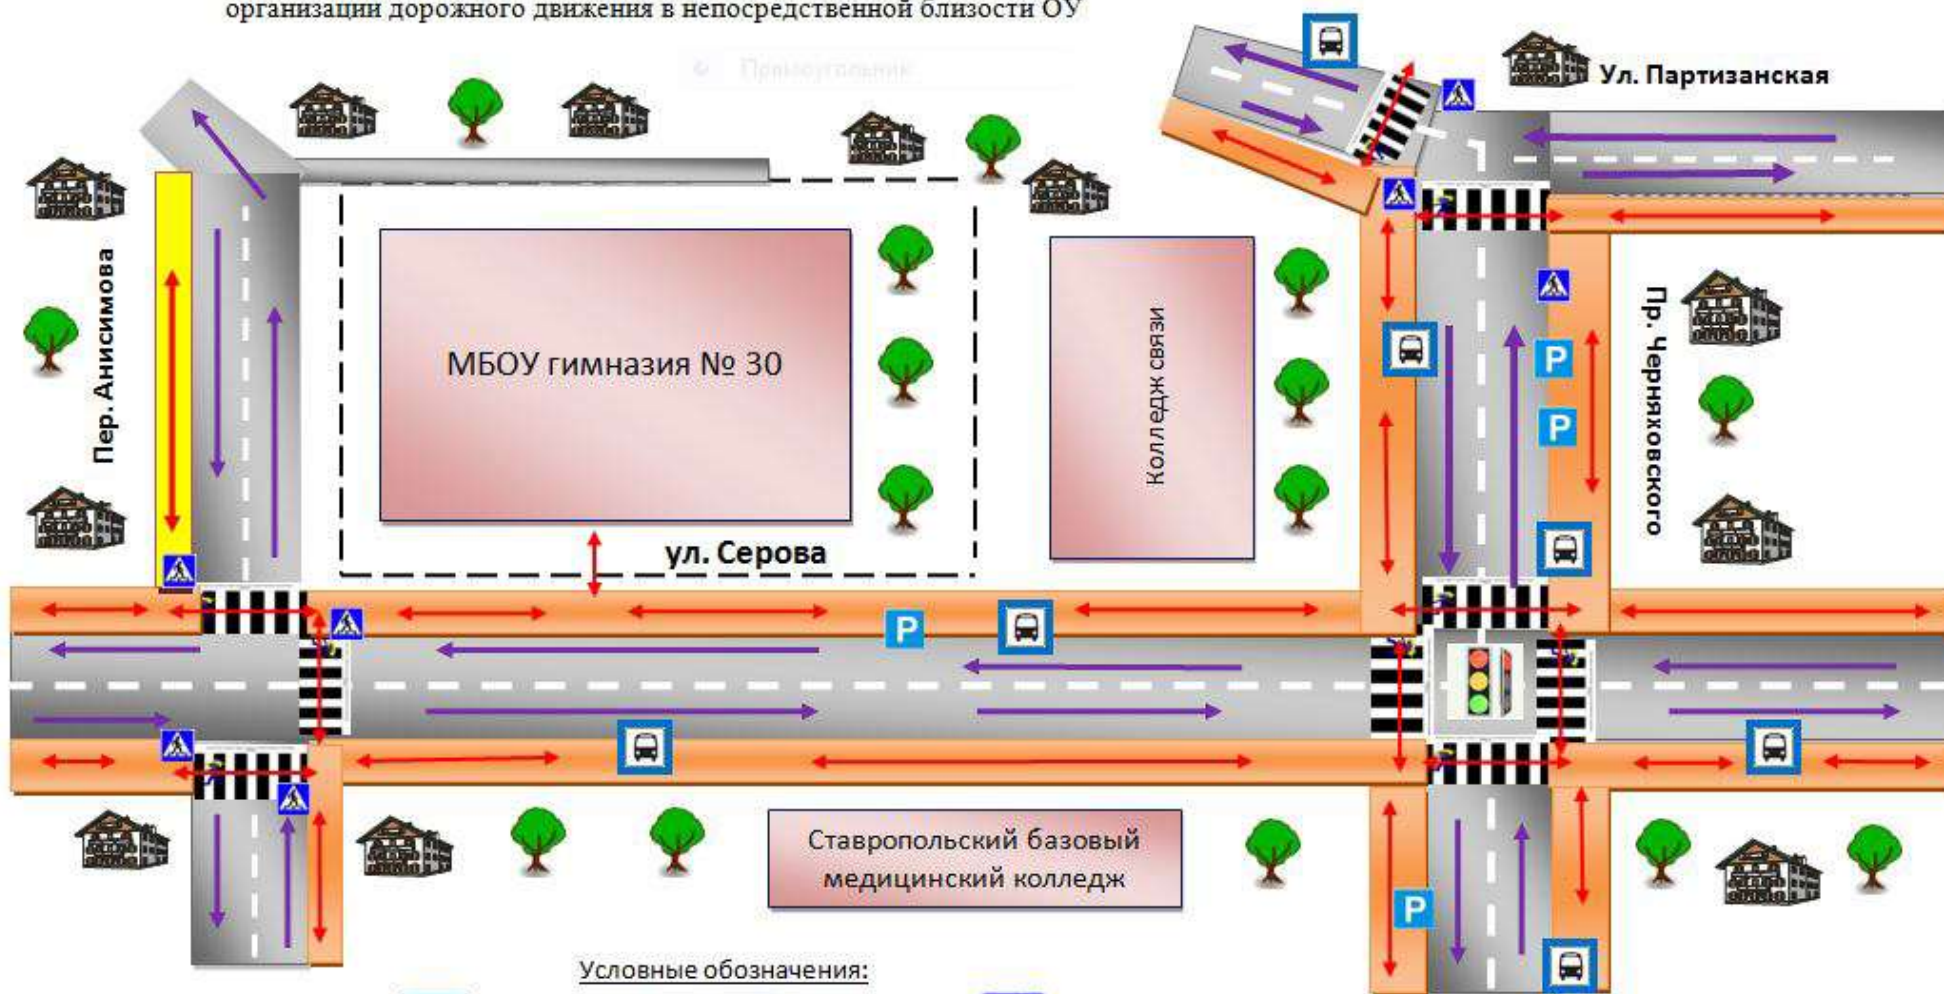 организации дорожного движения в непосредственной близости ОУ
Прямоугольник
Ул. Партизанская
Пер. Анисимова
МБОУ гимназия № 30
Колледж связи
Пр. Черняховского
P
P
ул. Серова
P
Ставропольский базовый
медицинский колледж
P
Условные обозначения: